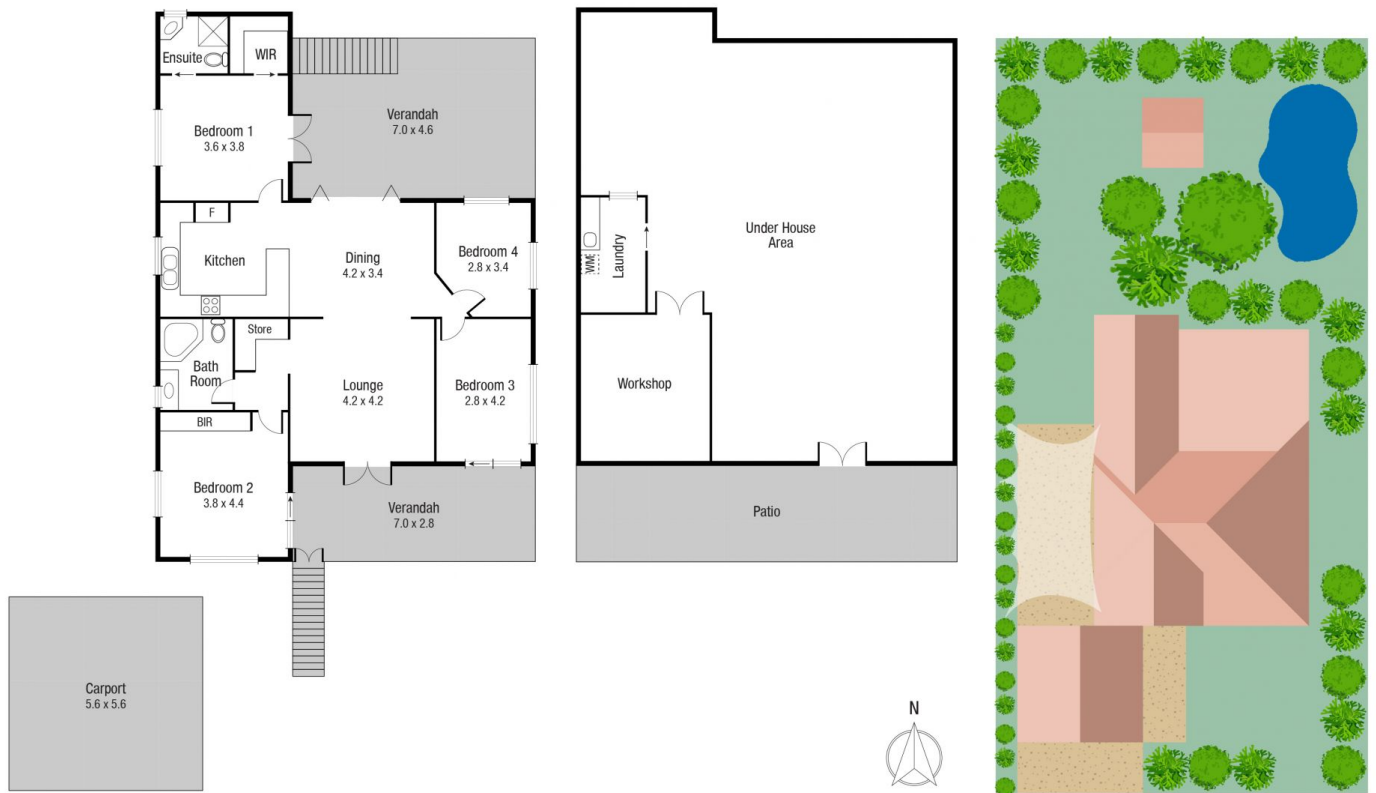 Ensuite
WIR
Bedroom 1
3.6 x 3.8
Verandah
7.0 x 4.6
F
Kitchen
Dining
4.2 x 3.4
Bedroom 4
2.8 x 3.4
Store
Bath
Room
Lounge
4.2 x 4.2
Bedroom 3
2.8 x 4.2
BIR
Bedroom 2
3.8 x 4.4
Verandah
7.0 x 2.8
Carport
5.6 x 5.6
Under House
Area
Laundry
WM
Workshop
Patio
N